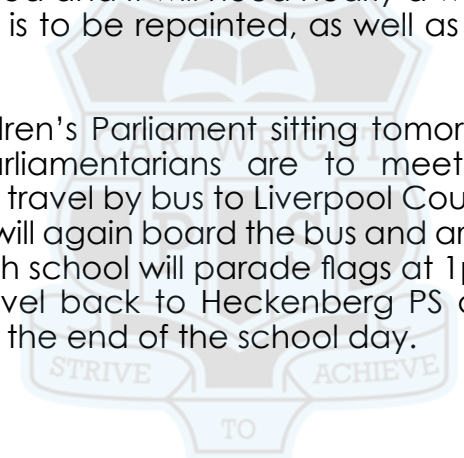 is to be repainted, as well as
dren's Parliament sitting tomor
arliamentarians are to meet
travel by bus to Liverpool Cou
will again board the bus and ar
h school will parade flags at 1p
vel back to Heckenberg PS
the end of the school day.
CARTWRIGHT
P S
STRIVE
TO
ACHIEVE